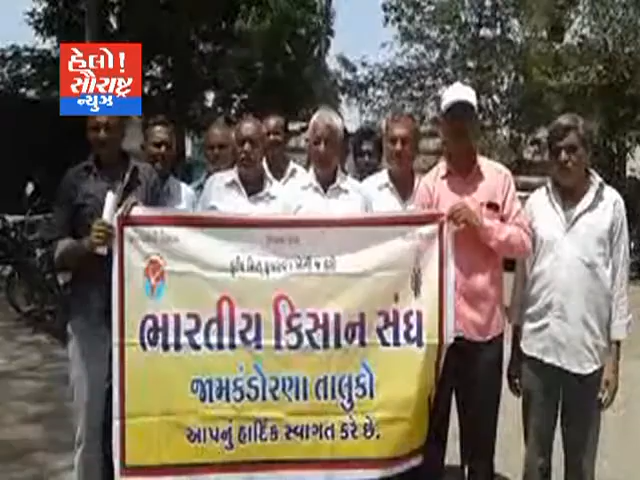 હેલો!
સૌરાષ્ટ્ર
ન્યુઝ
ભારતીય કિસાન સંઘ
જામકંડોરણા તાલુકો
આપનું હાર્દિક સ્વાગત કરે છે.